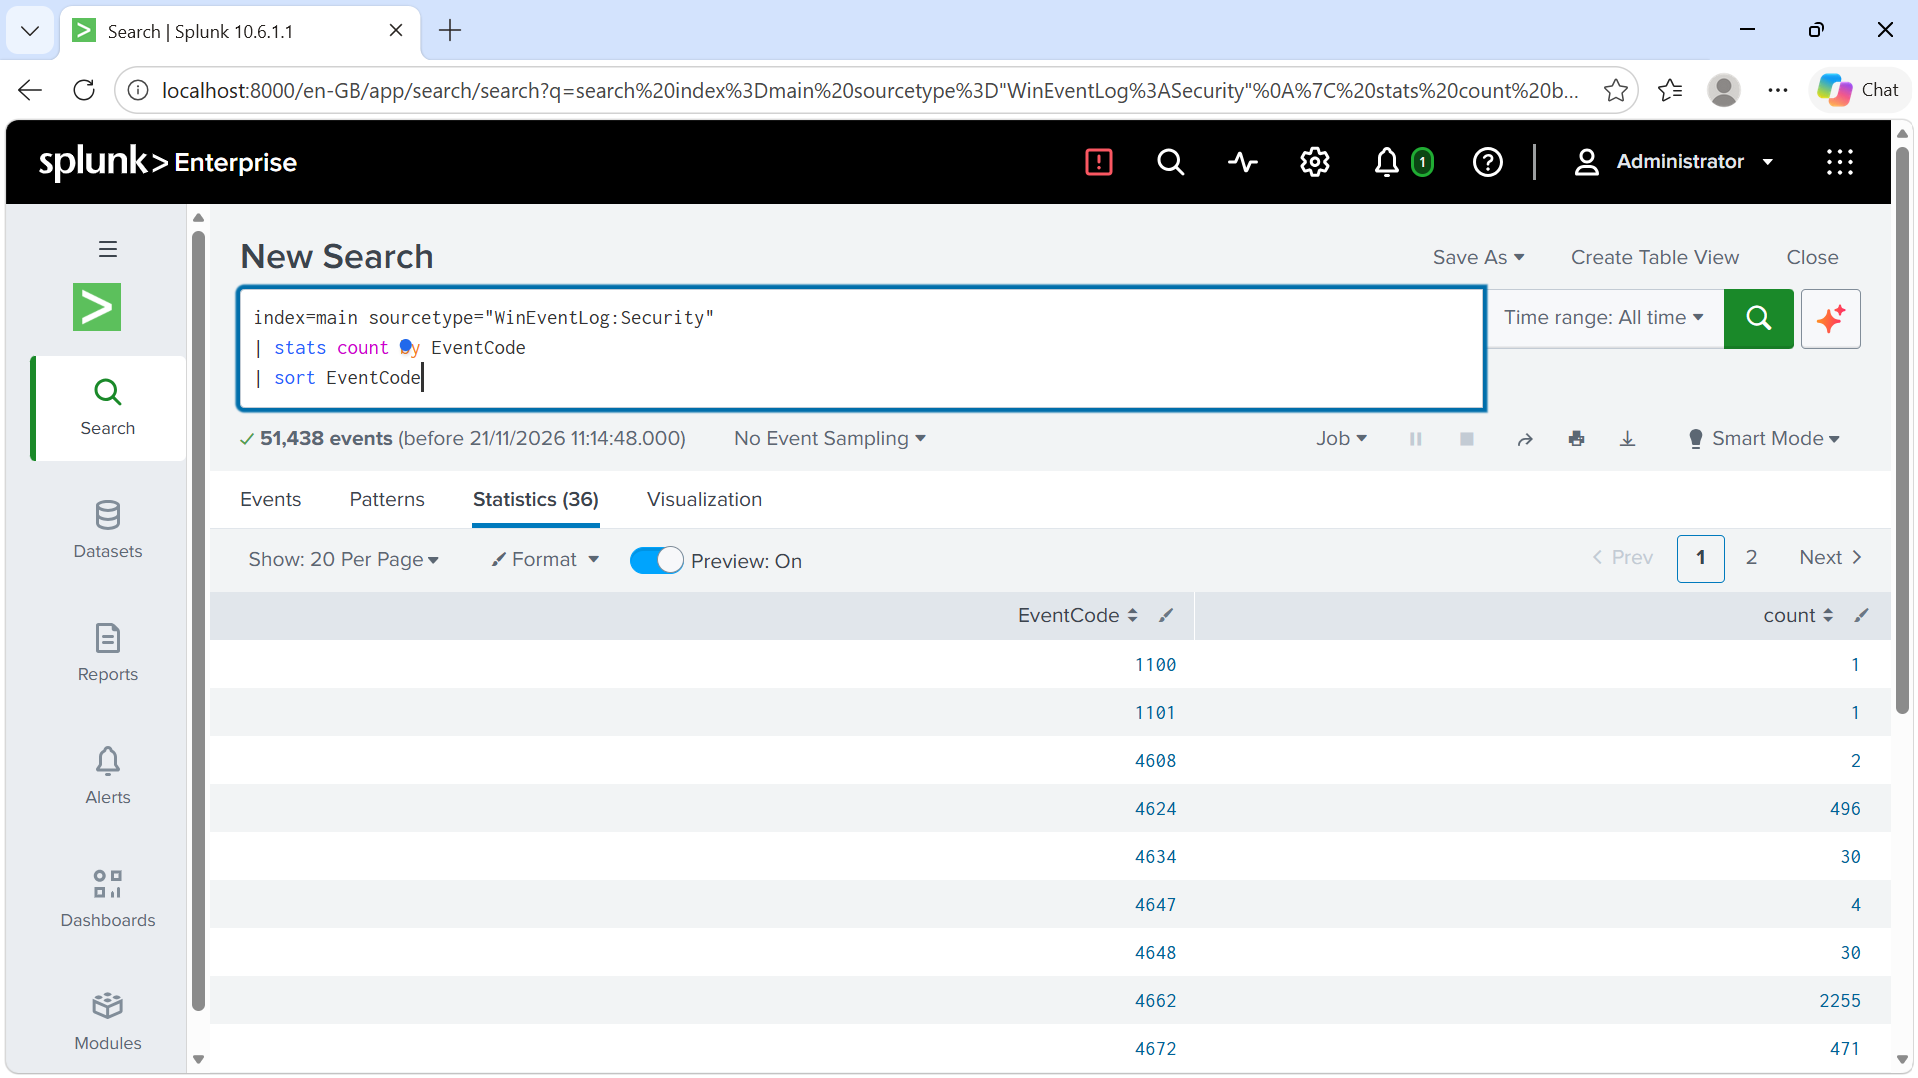 Search | Splunk 10.6.1.1
localhost:8000/en-GB/app/search/search?q=search%20index%3Dmain%20sourcetype%3D"WinEventLog%3ASecurity"%0A%7C%20stats%20count%20b...
Chat
splunk>Enterprise
1
Administrator
New Search
Save As
Create Table View
Close
index=main sourcetype="WinEventLog:Security"
| stats count by EventCode
| sort EventCode
Time range: All time
51,438 events (before 21/11/2026 11:14:48.000)
No Event Sampling
Job
Smart Mode
Search
Datasets
Reports
Alerts
Dashboards
Modules
Events
Patterns
Statistics (36)
Visualization
Show: 20 Per Page
Format
Preview: On
Prev
1
2
Next
EventCode count
1100 1
1101 1
4608 2
4624 496
4634 30
4647 4
4648 30
4662 2255
4672 471